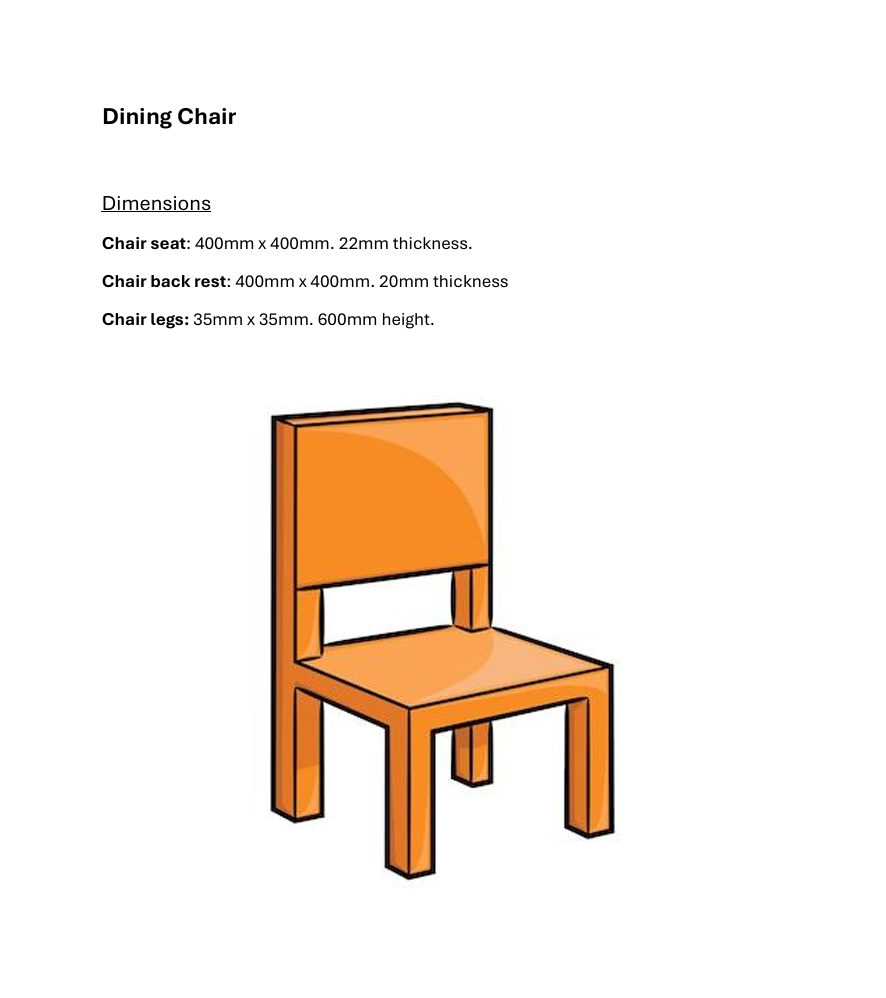 Dining Chair
Dimensions
Chair seat: 400mm x 400mm. 22mm thickness.
Chair back rest: 400mm x 400mm. 20mm thickness
Chair legs: 35mm x 35mm. 600mm height.